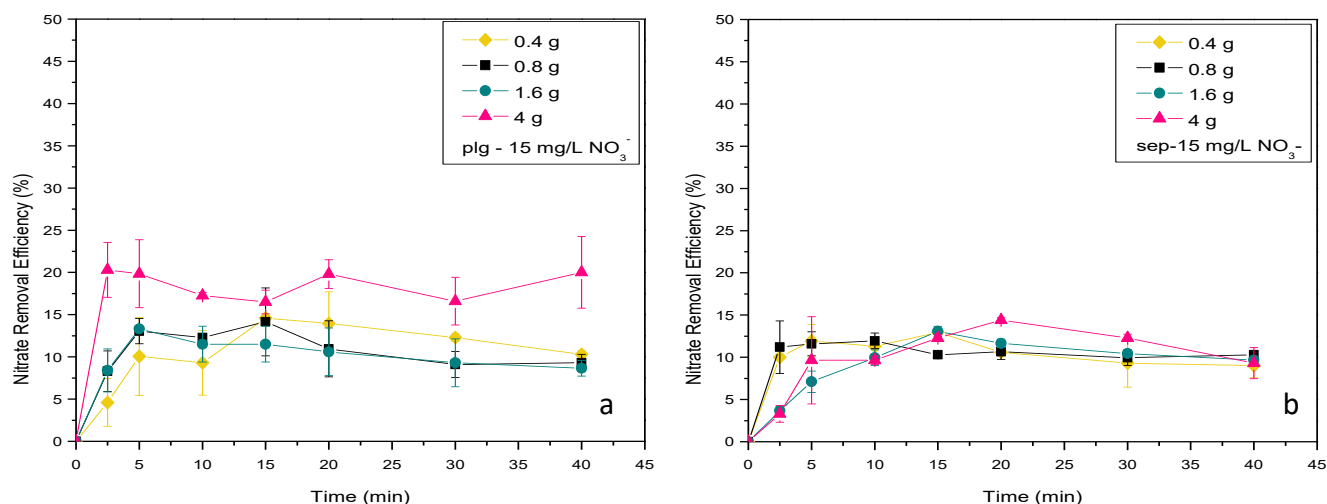 50
45
40
35
30
25
20
15
10
5
0
Nitrate Removal Efficiency (%)
0.4 g
0.8 g
1.6 g
4 g
plg - 15 mg/L NO₃⁻
a
0 5 10 15 20 25 30 35 40 45
Time (min)
50
45
40
35
30
25
20
15
10
5
0
Nitrate Removal Efficiency (%)
0.4 g
0.8 g
1.6 g
4 g
sep-15 mg/L NO₃-
b
0 5 10 15 20 25 30 35 40 45
Time (min)